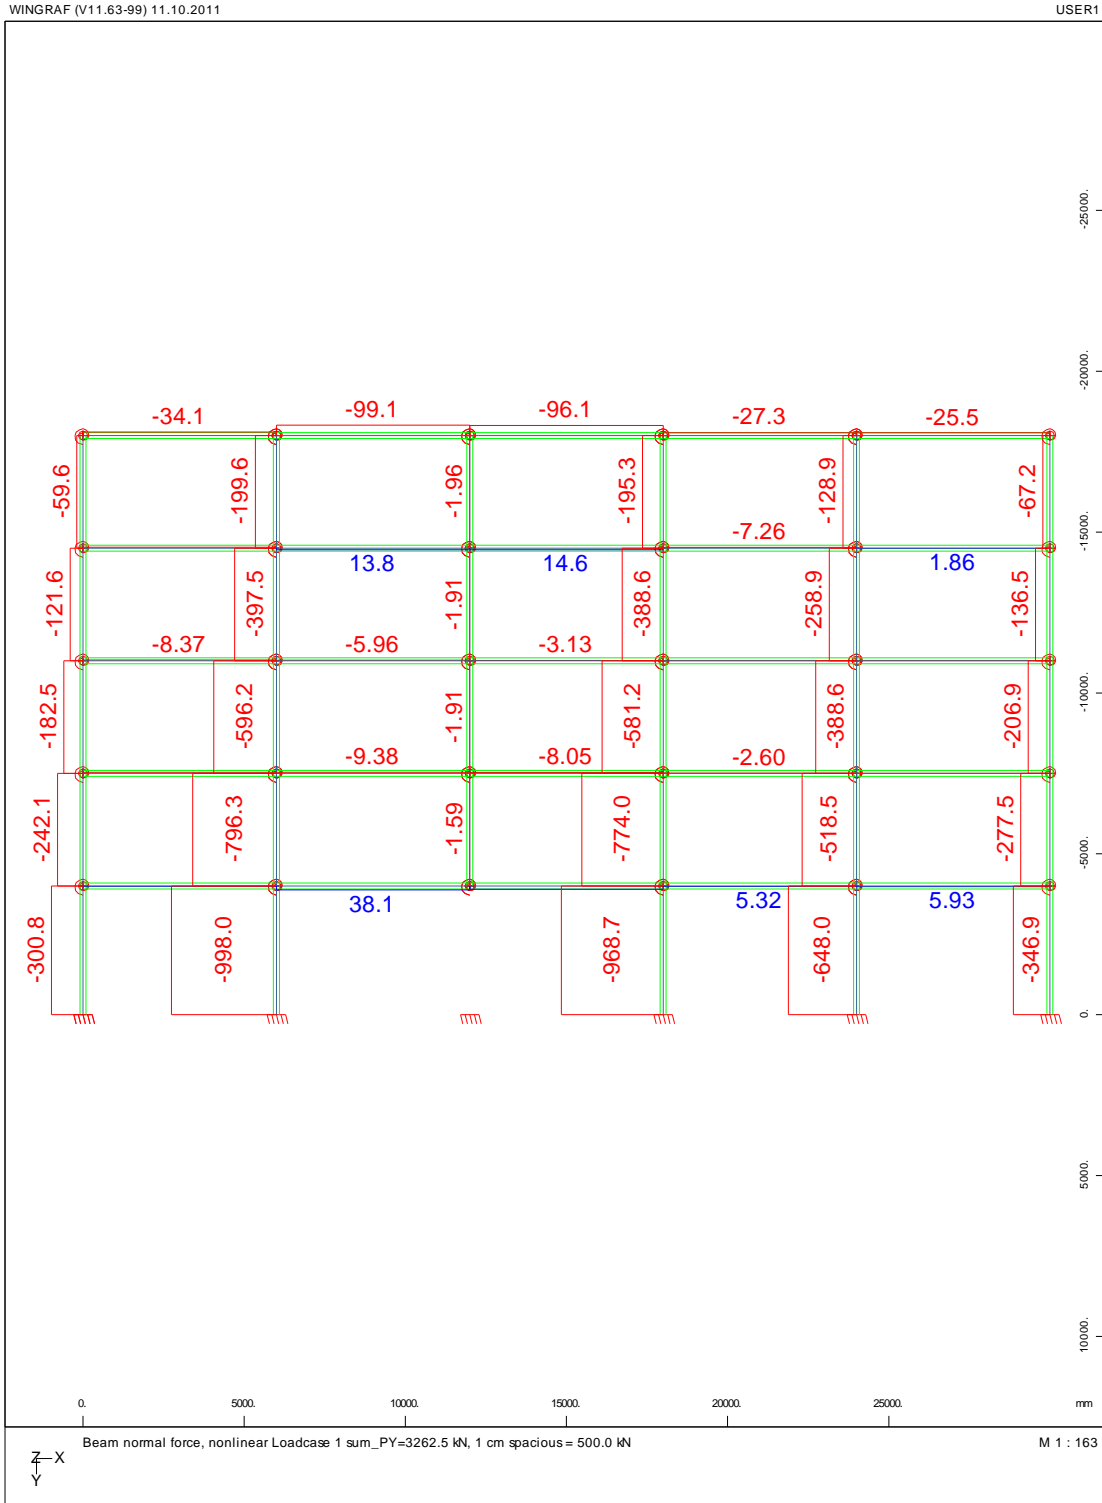 WINGRAF (V11.63-99) 11.10.2011 USER1
-25000.
-20000.
-34.1 -99.1 -96.1 -27.3 -25.5
-59.6 -199.6 -1.96 -195.3 -128.9 -67.2
-15000.
-7.26
13.8 14.6 1.86
-121.6 -397.5 -1.91 -388.6 -258.9 -136.5
-8.37 -5.96 -3.13
-10000.
-182.5 -596.2 -1.91 -581.2 -388.6 -206.9
-9.38 -8.05 -2.60
-242.1 -796.3 -1.59 -774.0 -518.5 -277.5
-5000.
38.1 5.32 5.93
-300.8 -998.0 -968.7 -648.0 -346.9
0.
5000.
10000.
0. 5000. 10000. 15000. 20000. 25000. mm
Beam normal force, nonlinear Loadcase 1 sum_PY=3262.5 kN, 1 cm spacious = 500.0 kN M 1 : 163
Z X
Y